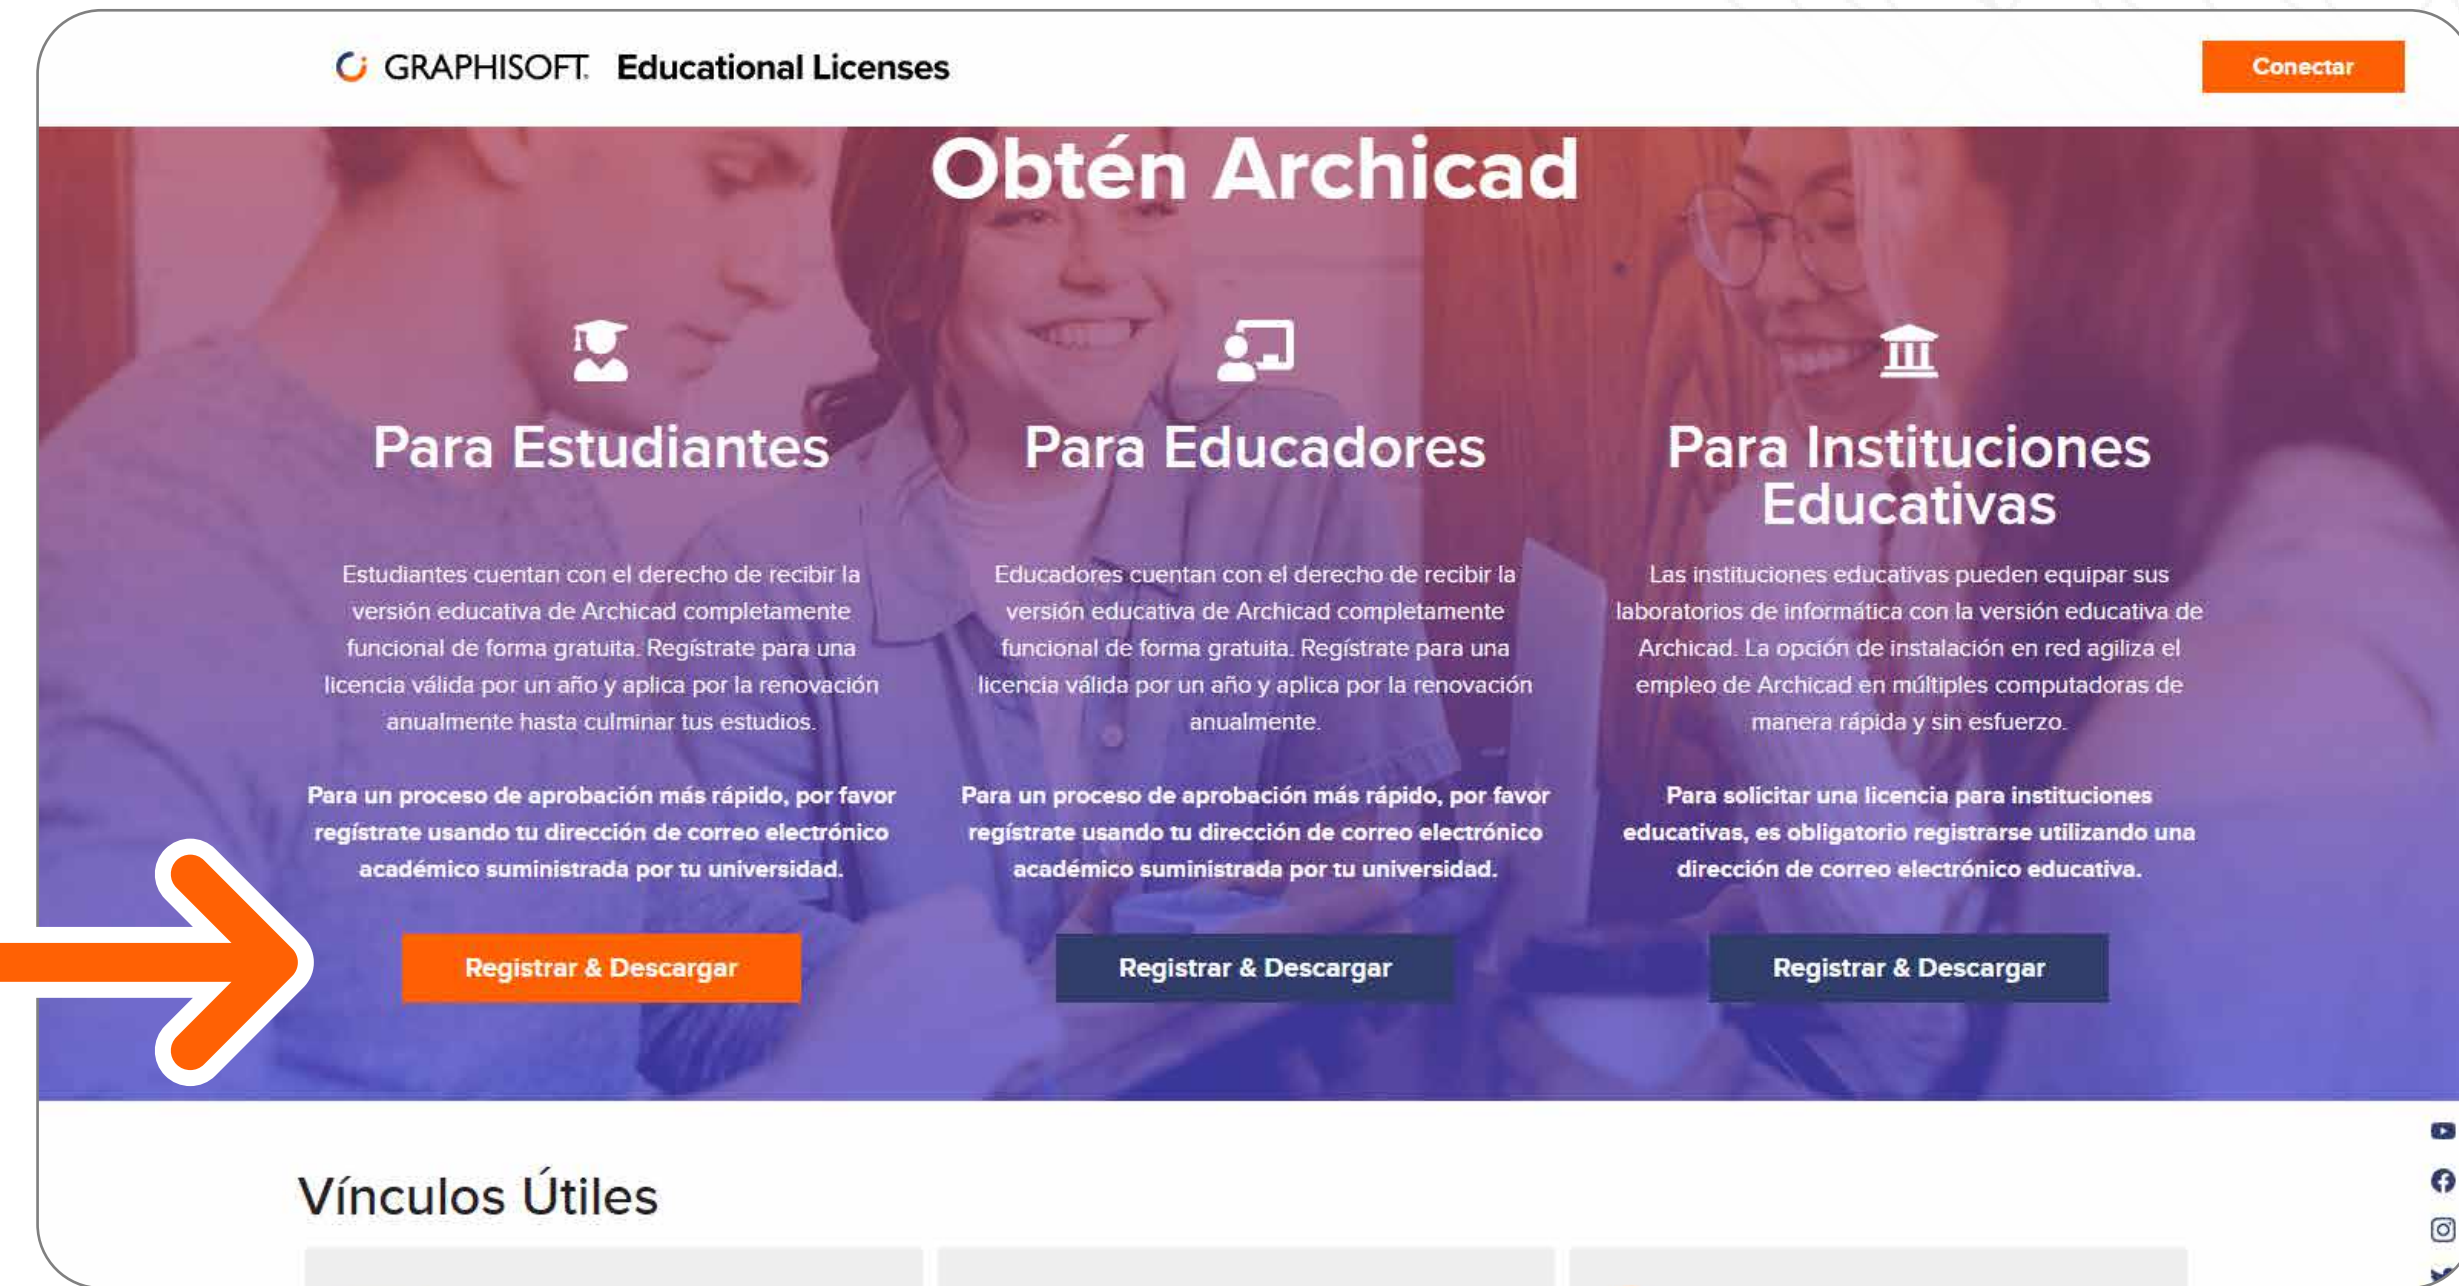 GRAPHISOFT. Educational Licenses
Conectar
Obtén Archicad
Para Estudiantes
Estudiantes cuentan con el derecho de recibir la
versión educativa de Archicad completamente
funcional de forma gratuita. Regístrate para una
licencia válida por un año y aplica por la renovación
anualmente hasta culminar tus estudios.
Para un proceso de aprobación más rápido, por favor
regístrate usando tu dirección de correo electrónico
académico suministrada por tu universidad.
Registrar & Descargar
Para Educadores
Educadores cuentan con el derecho de recibir la
versión educativa de Archicad completamente
funcional de forma gratuita. Regístrate para una
licencia válida por un año y aplica por la renovación
anualmente.
Para un proceso de aprobación más rápido, por favor
regístrate usando tu dirección de correo electrónico
académico suministrada por tu universidad.
Registrar & Descargar
Para Instituciones
Educativas
Las instituciones educativas pueden equipar sus
laboratorios de informática con la versión educativa de
Archicad. La opción de instalación en red agiliza el
empleo de Archicad en múltiples computadoras de
manera rápida y sin esfuerzo.
Para solicitar una licencia para instituciones
educativas, es obligatorio registrarse utilizando una
dirección de correo electrónico educativa.
Registrar & Descargar
Vínculos Útiles